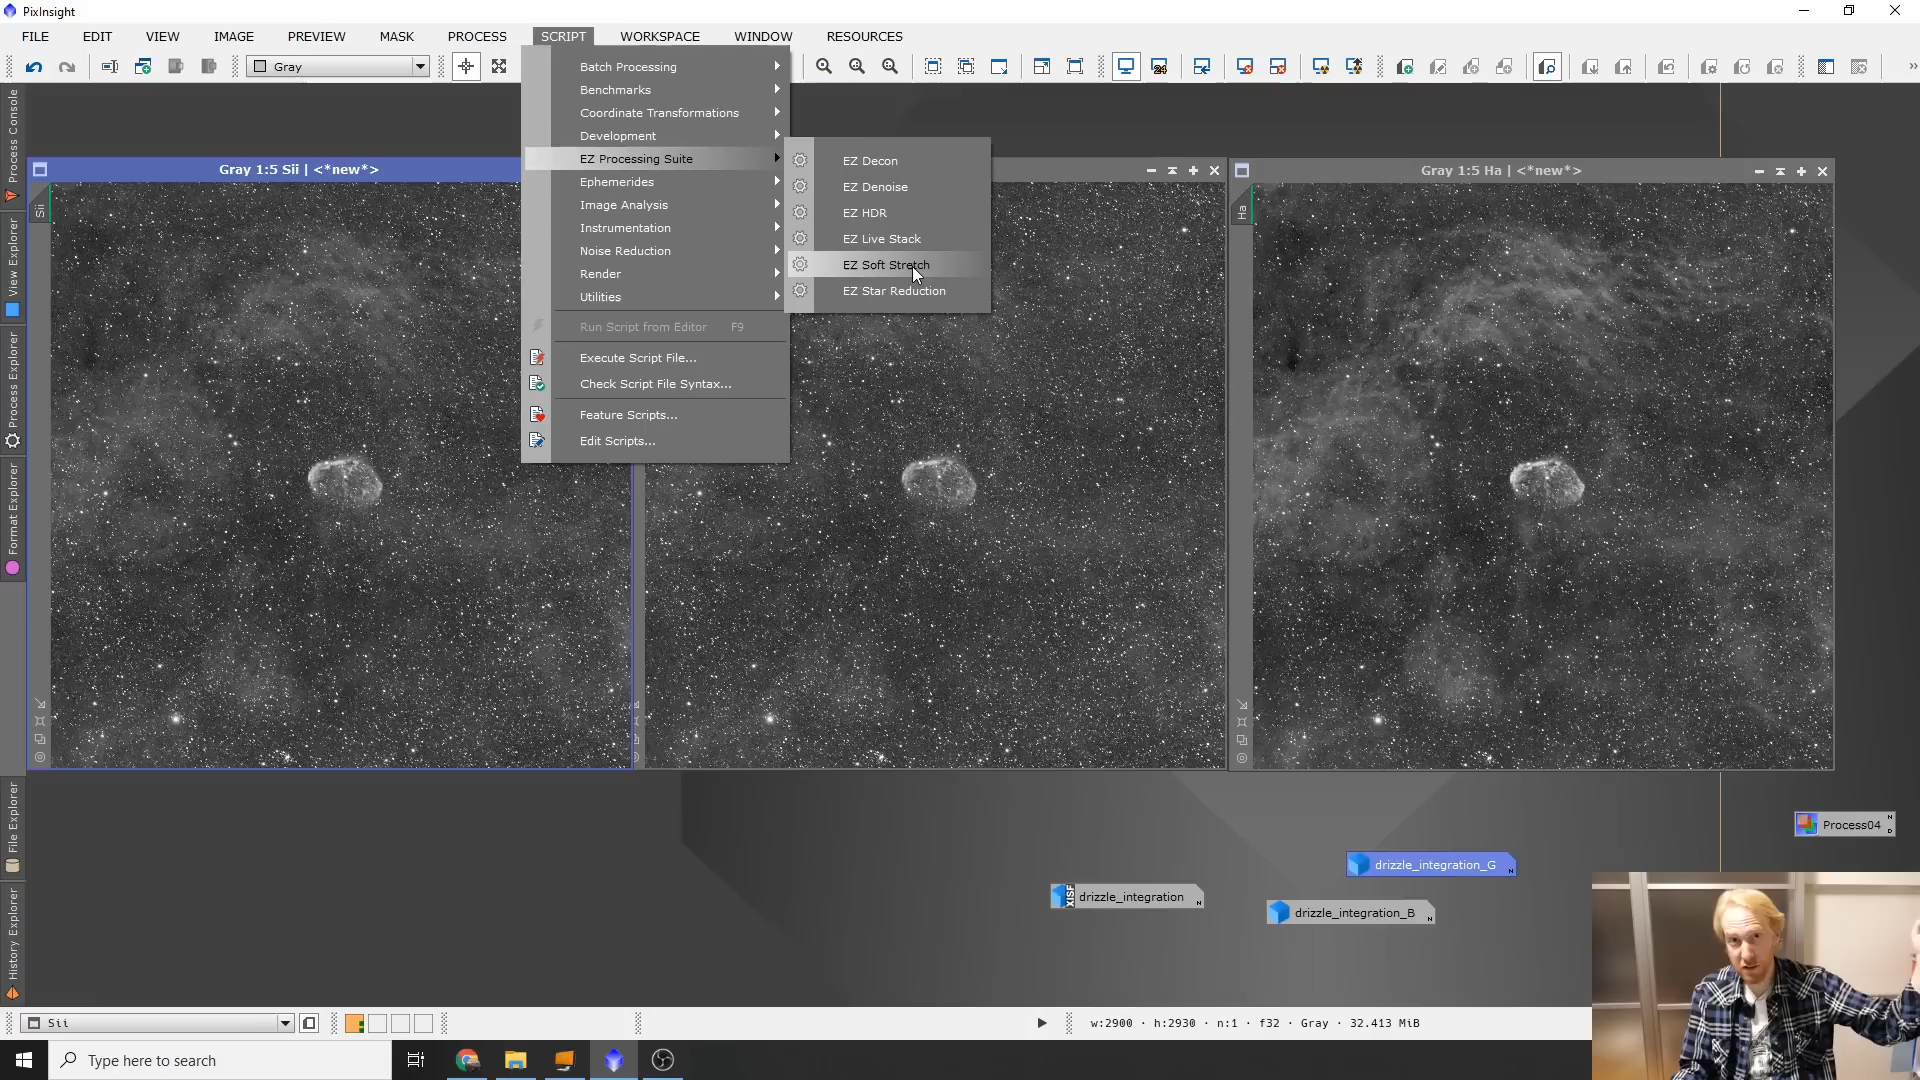 PixInsight
FILE EDIT VIEW IMAGE PREVIEW MASK PROCESS SCRIPT WORKSPACE WINDOW RESOURCES
Gray
24
Batch Processing
Benchmarks
Coordinate Transformations
Development
EZ Processing Suite
Ephemerides
Image Analysis
Instrumentation
Noise Reduction
Render
Utilities
Run Script from Editor F9
Execute Script File...
Check Script File Syntax...
Feature Scripts...
Edit Scripts...
EZ Decon
EZ Denoise
EZ HDR
EZ Live Stack
EZ Soft Stretch
EZ Star Reduction
Process Console
View Explorer
Process Explorer
Format Explorer
File Explorer
History Explorer
Gray 1:5 Sii | <*new*>
Sii
Gray 1:5 Ha | <*new*>
Ha
Process04
drizzle_integration_G
XISF drizzle_integration
drizzle_integration_B
Sii
w:2900 · h:2930 · n:1 · f32 · Gray · 32.413 MiB
Type here to search